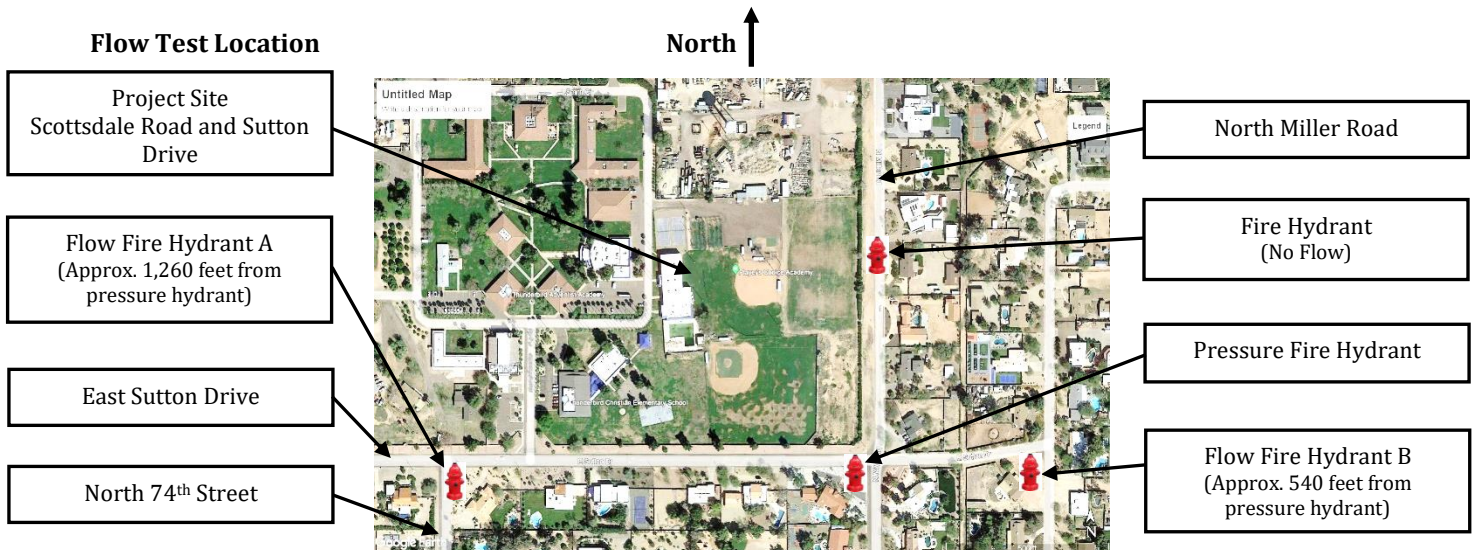 North
Flow Test Location
Project Site
Scottsdale Road and Sutton
Drive
Flow Fire Hydrant A
(Approx. 1,260 feet from
pressure hydrant)
East Sutton Drive
North 74th Street
Untitled Map
Legend
Thunderbird Christian Elementary School
Google Earth
N
North Miller Road
Fire Hydrant
(No Flow)
Pressure Fire Hydrant
Flow Fire Hydrant B
(Approx. 540 feet from
pressure hydrant)